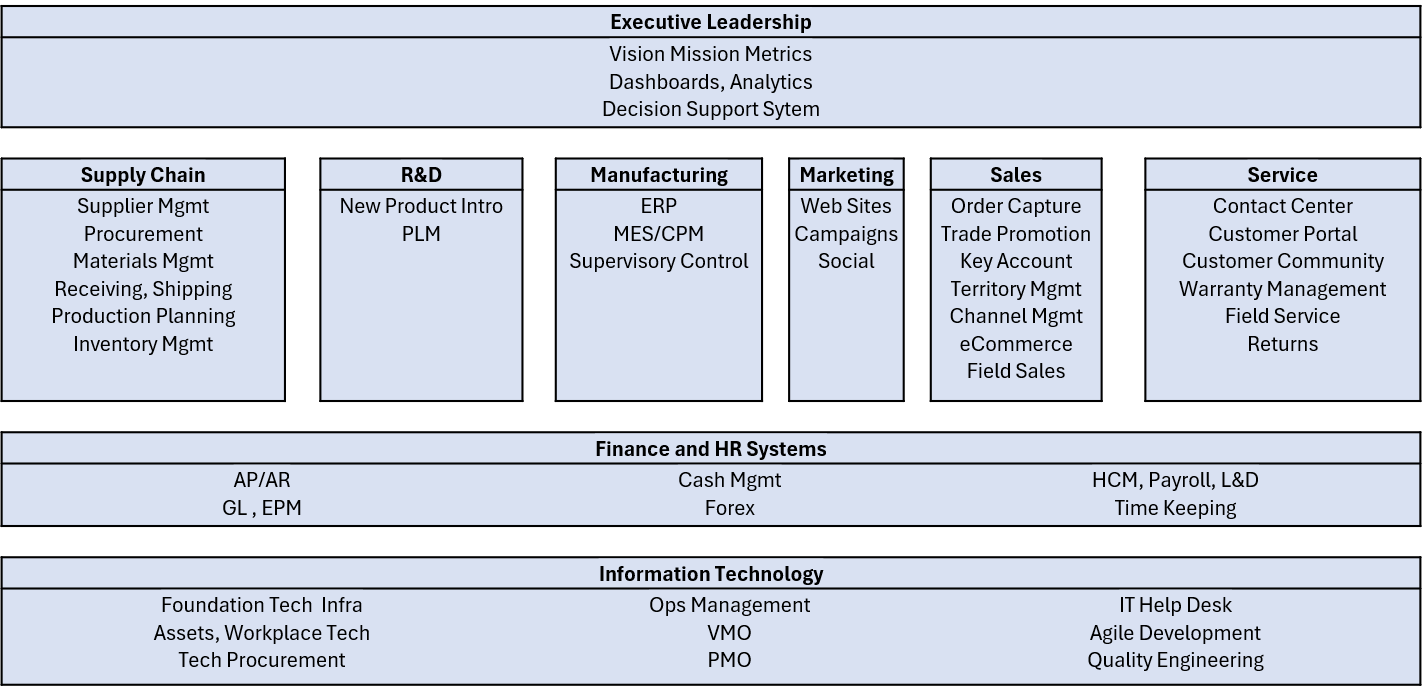 Executive Leadership
Vision Mission Metrics
Dashboards, Analytics
Decision Support Sytem
Supply Chain
Supplier Mgmt
Procurement
Materials Mgmt
Receiving, Shipping
Production Planning
Inventory Mgmt
R&D
New Product Intro
PLM
Manufacturing
ERP
MES/CPM
Supervisory Control
Marketing
Web Sites
Campaigns
Social
Sales
Order Capture
Trade Promotion
Key Account
Territory Mgmt
Channel Mgmt
eCommerce
Field Sales
Service
Contact Center
Customer Portal
Customer Community
Warranty Management
Field Service
Returns
Finance and HR Systems
AP/AR
GL , EPM
Cash Mgmt
Forex
HCM, Payroll, L&D
Time Keeping
Information Technology
Foundation Tech  Infra
Assets, Workplace Tech
Tech Procurement
Ops Management
VMO
PMO
IT Help Desk
Agile Development
Quality Engineering